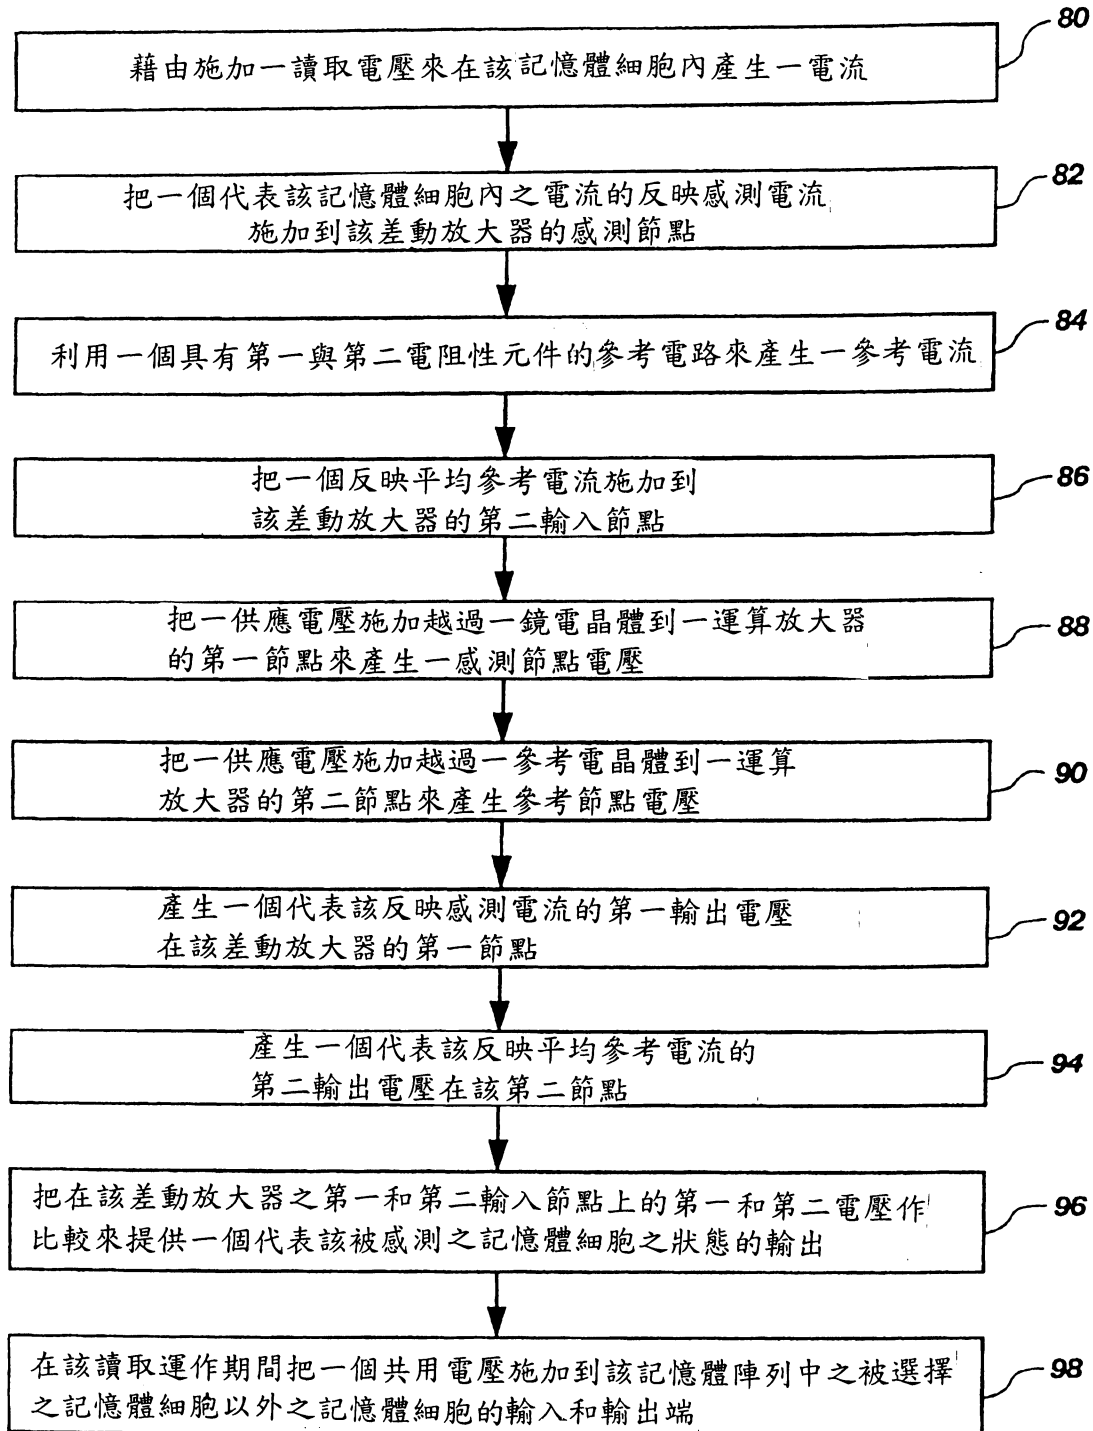 80
藉由施加一讀取電壓來在該記憶體細胞內產生一電流
82
把一個代表該記憶體細胞內之電流的反映感測電流
施加到該差動放大器的感測節點
84
利用一個具有第一與第二電阻性元件的參考電路來產生一參考電流
86
把一個反映平均參考電流施加到
該差動放大器的第二輸入節點
88
把一供應電壓施加越過一鏡電晶體到一運算放大器
的第一節點來產生一感測節點電壓
90
把一供應電壓施加越過一參考電晶體到一運算
放大器的第二節點來產生參考節點電壓
92
產生一個代表該反映感測電流的第一輸出電壓
在該差動放大器的第一節點
94
產生一個代表該反映平均參考電流的
第二輸出電壓在該第二節點
96
把在該差動放大器之第一和第二輸入節點上的第一和第二電壓作
比較來提供一個代表該被感測之記憶體細胞之狀態的輸出
98
在該讀取運作期間把一個共用電壓施加到該記憶體陣列中之被選擇
之記憶體細胞以外之記憶體細胞的輸入和輸出端